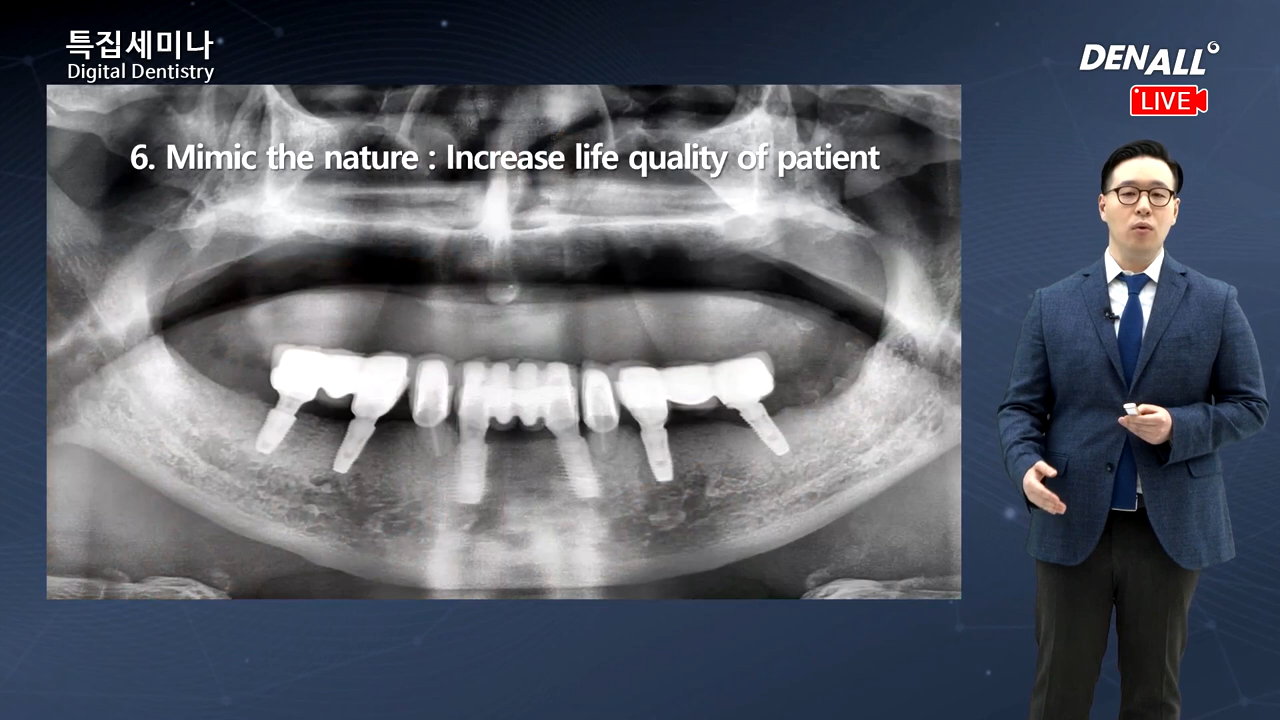 특집세미나
Digital Dentistry
DENALL
LIVE
6. Mimic the nature : Increase life quality of patient